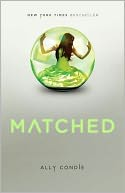 NEW YORK TIMES BESTSELLER
MATCHED
ALLY CONDIE